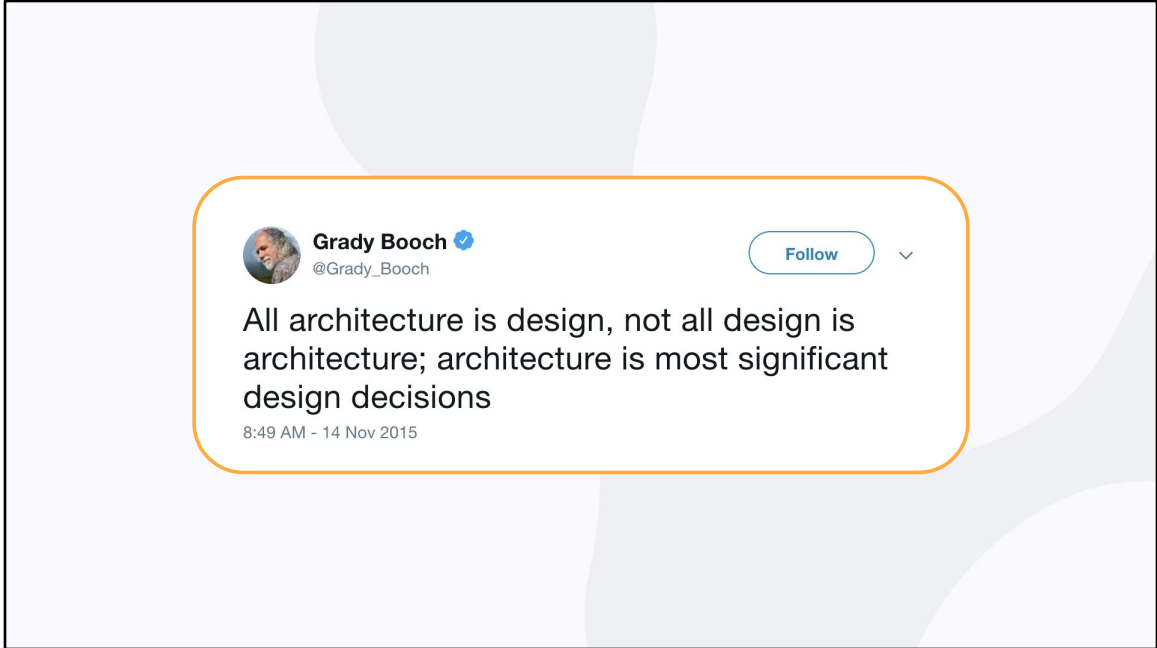 Grady Booch
@Grady_Booch
Follow
All architecture is design, not all design is
architecture; architecture is most significant
design decisions
8:49 AM - 14 Nov 2015